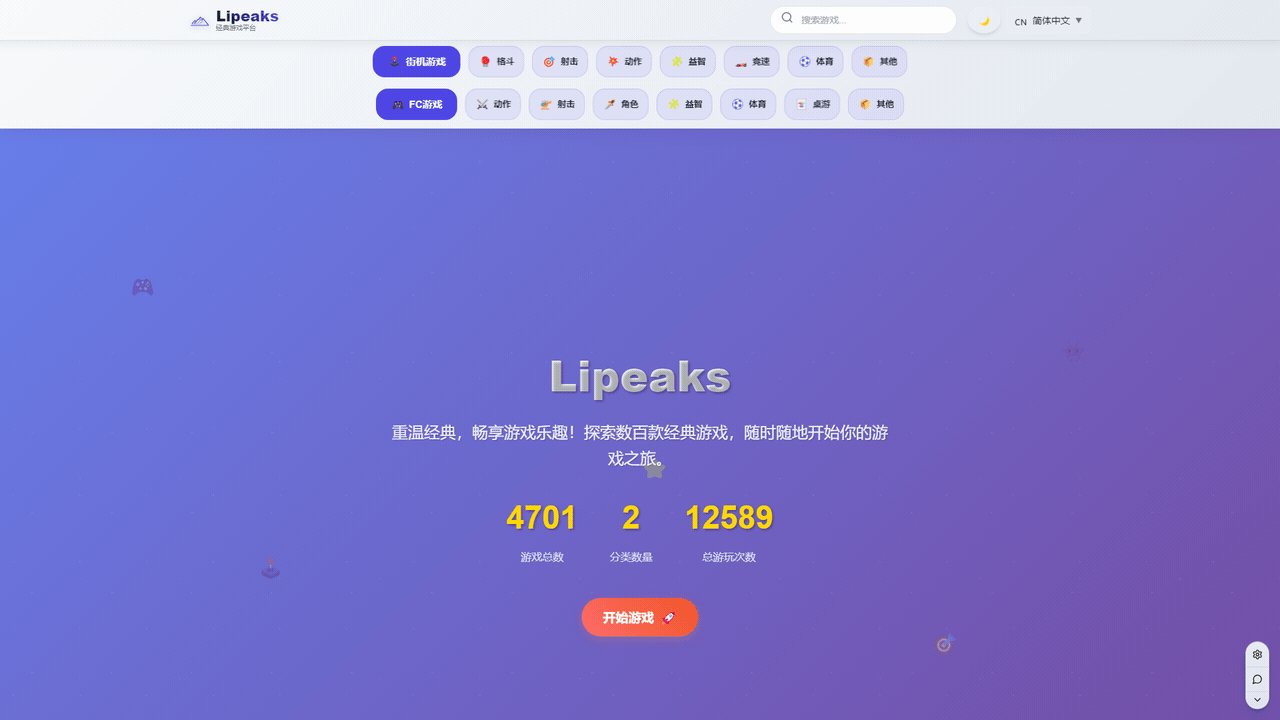 Lipeaks
经典游戏平台
搜索游戏...
CN 简体中文 ▼
街机游戏 格斗 射击 动作 益智 竞速 体育 其他
FC游戏 动作 射击 角色 益智 体育 桌游 其他
Lipeaks
重温经典，畅享游戏乐趣！探索数百款经典游戏，随时随地开始你的游
戏之旅。
4701 2 12589
游戏总数 分类数量 总游玩次数
开始游戏